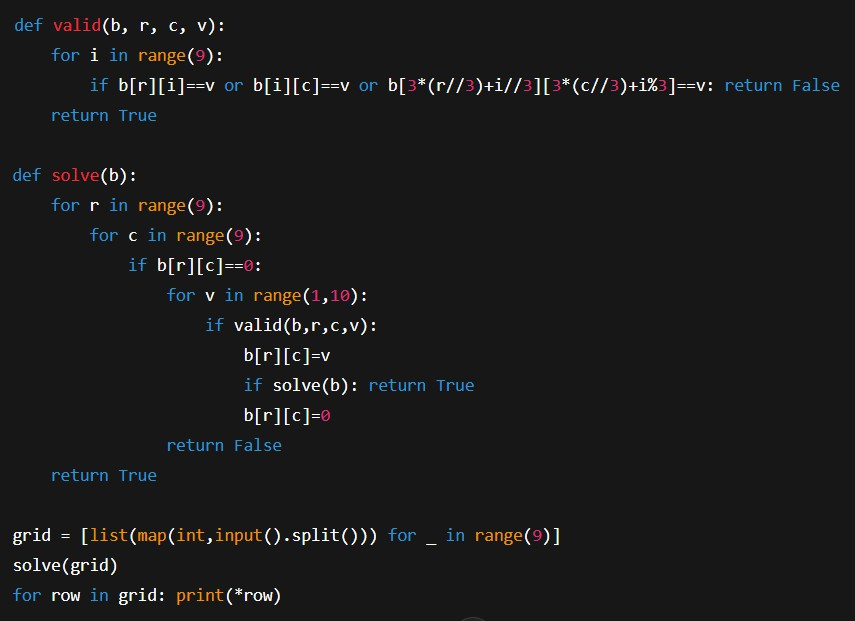 def valid(b, r, c, v):
    for i in range(9):
        if b[r][i]==v or b[i][c]==v or b[3*(r//3)+i//3][3*(c//3)+i%3]==v: return False
    return True

def solve(b):
    for r in range(9):
        for c in range(9):
            if b[r][c]==0:
                for v in range(1,10):
                    if valid(b,r,c,v):
                        b[r][c]=v
                        if solve(b): return True
                        b[r][c]=0
                return False
    return True

grid = [list(map(int,input().split())) for _ in range(9)]
solve(grid)
for row in grid: print(*row)